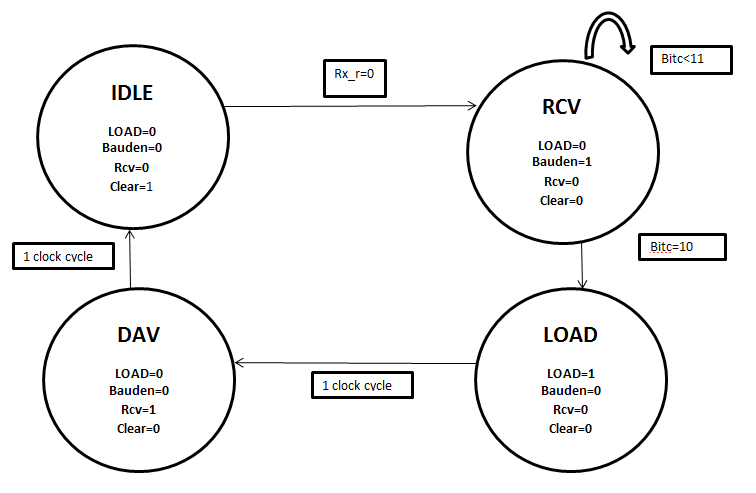 IDLE
LOAD=0
Bauden=0
Rcv=0
Clear=1
Rx_r=0
RCV
LOAD=0
Bauden=1
Rcv=0
Clear=0
Bitc<11
Bitc=10
LOAD
LOAD=1
Bauden=0
Rcv=0
Clear=0
1 clock cycle
DAV
LOAD=0
Bauden=0
Rcv=1
Clear=0
1 clock cycle